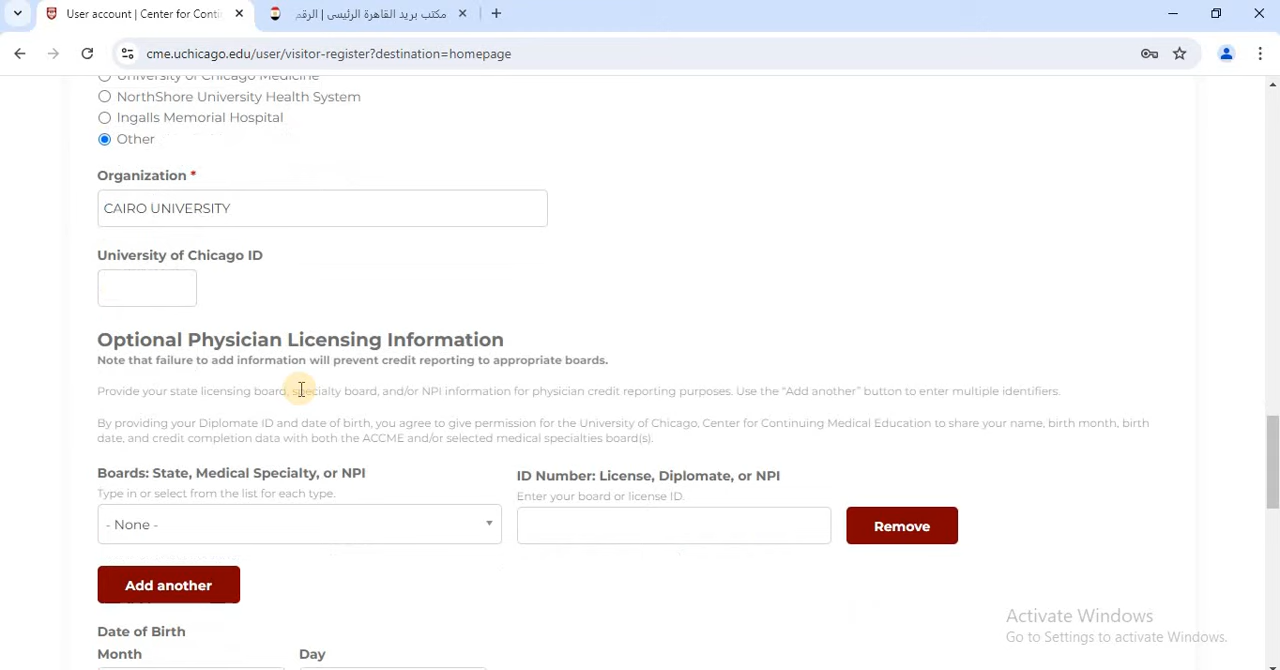 User account | Center for Conti
مكتب بريد القاهرة الرئيسي | الرقم
cme.uchicago.edu/user/visitor-register?destination=homepage
University of Chicago Medicine
NorthShore University Health System
Ingalls Memorial Hospital
Other
Organization *
CAIRO UNIVERSITY
University of Chicago ID
Optional Physician Licensing Information
Note that failure to add information will prevent credit reporting to appropriate boards.
Provide your state licensing board, specialty board, and/or NPI information for physician credit reporting purposes. Use the “Add another” button to enter multiple identifiers.
By providing your Diplomate ID and date of birth, you agree to give permission for the University of Chicago, Center for Continuing Medical Education to share your name, birth month, birth
date, and credit completion data with both the ACCME and/or selected medical specialties board(s).
Boards: State, Medical Specialty, or NPI
ID Number: License, Diplomate, or NPI
Type in or select from the list for each type.
Enter your board or license ID.
- None -
Remove
Add another
Activate Windows
Go to Settings to activate Windows.
Date of Birth
Month
Day